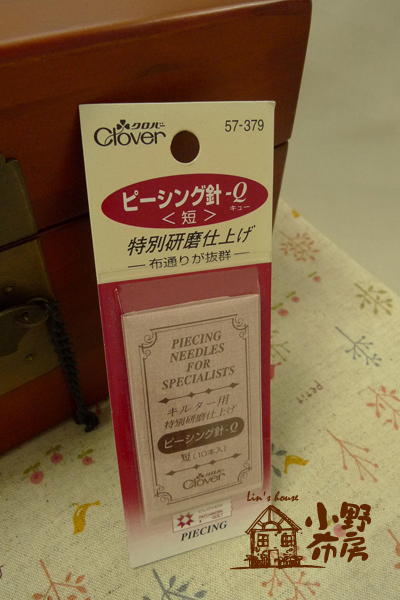 クロバー
Clover
57-379
ピーシング針-Q
キュー
<短>
特別研磨仕上げ
布通りが抜群
PIECING
NEEDLES
FOR
SPECIALISTS
キルター用
特別研磨仕上げ
ピーシング針-Q
短(10本入)
クロバー
Clover
PIECING
Lin's house
小野
布房